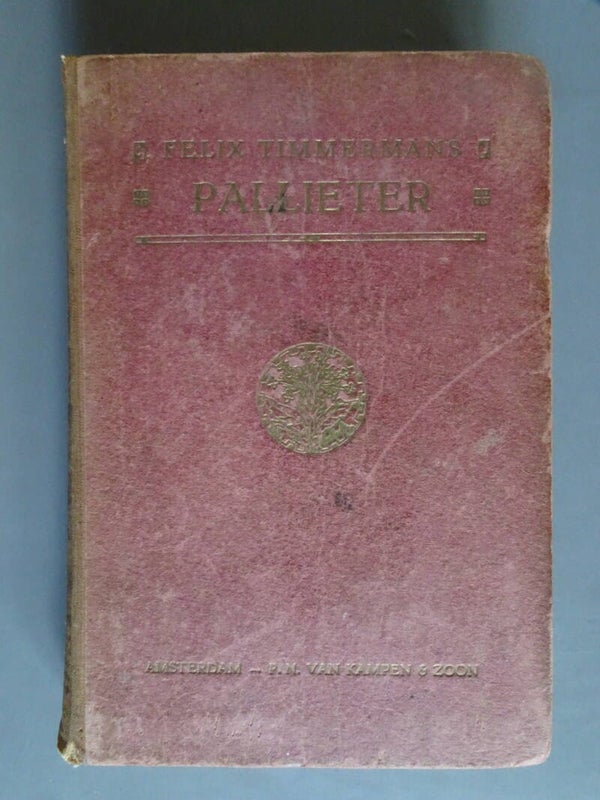 FELIX TIMMERMANS
PALLIETER
AMSTERDAM — P. N. VAN KAMPEN & ZOON